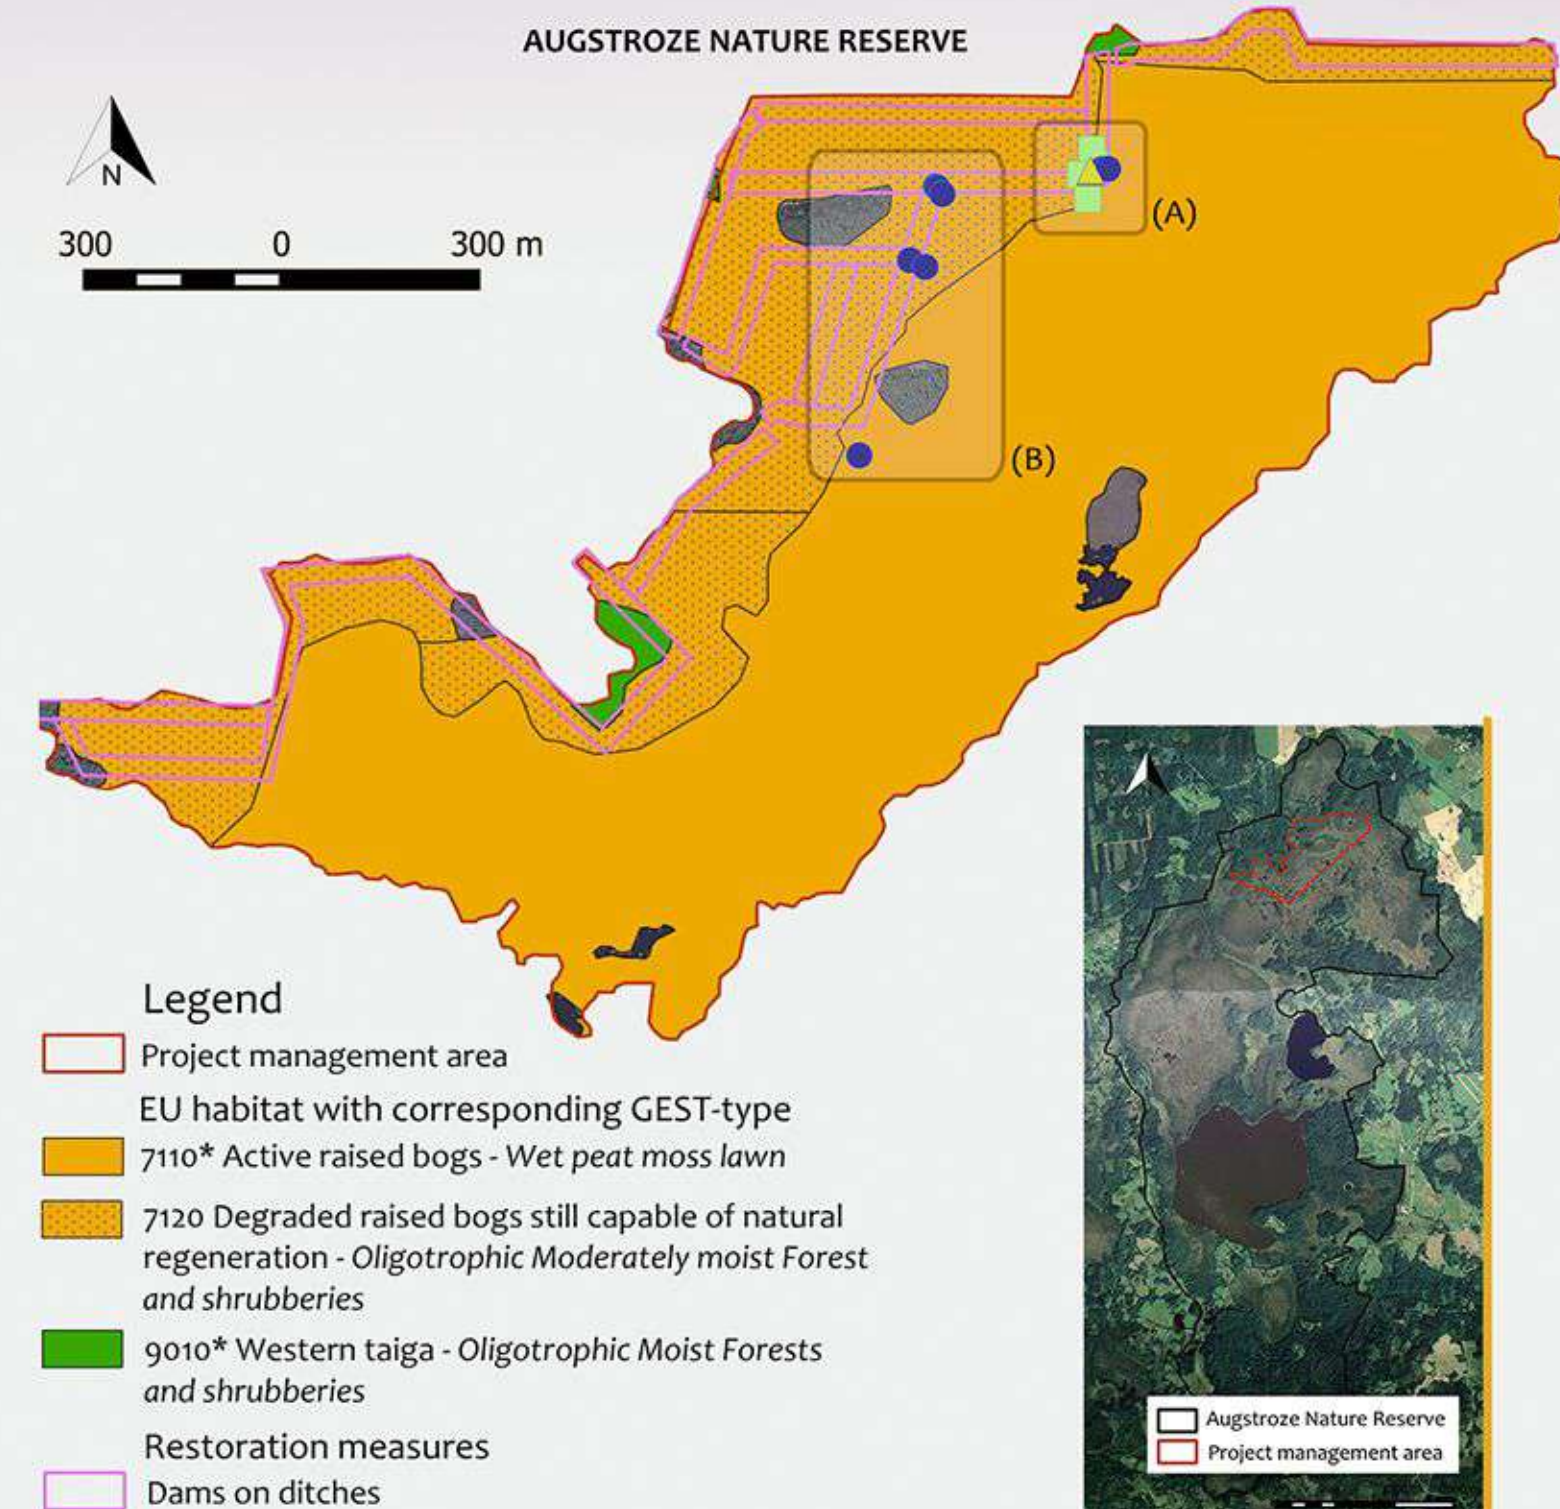 AUGSTROZE NATURE RESERVE
N
300 0 300 m
(A)
(B)
Legend
Project management area
EU habitat with corresponding GEST-type
7110* Active raised bogs - Wet peat moss lawn
7120 Degraded raised bogs still capable of natural
regeneration - Oligotrophic Moderately moist Forest
and shrubberies
9010* Western taiga - Oligotrophic Moist Forests
and shrubberies
Restoration measures
Dams on ditches
Augstroze Nature Reserve
Project management area